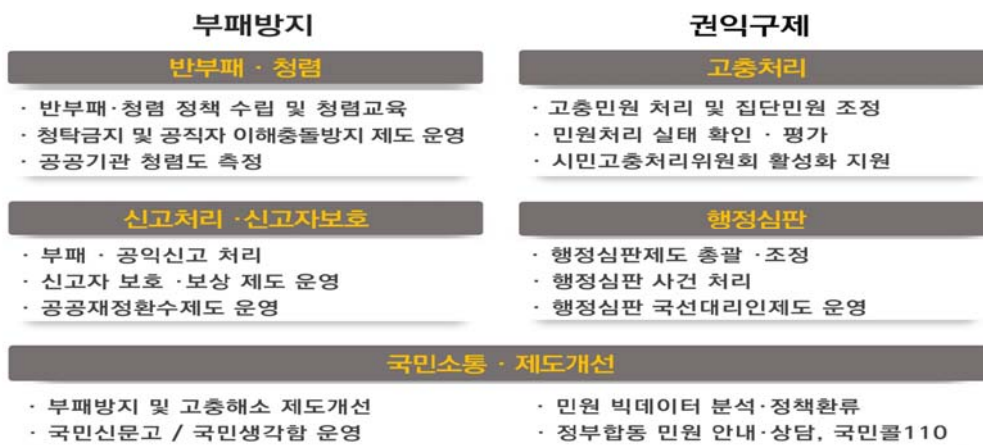 부패방지
반부패 · 청렴
· 반부패·청렴 정책 수립 및 청렴교육
· 청탁금지 및 공직자 이해충돌방지 제도 운영
· 공공기관 청렴도 측정
신고처리 ·신고자보호
· 부패 · 공익신고 처리
· 신고자 보호 ·보상 제도 운영
· 공공재정환수제도 운영
권익구제
고충처리
· 고충민원 처리 및 집단민원 조정
· 민원처리 실태 확인 · 평가
· 시민고충처리위원회 활성화 지원
행정심판
· 행정심판제도 총괄 ·조정
· 행정심판 사건 처리
· 행정심판 국선대리인제도 운영
국민소통 · 제도개선
· 부패방지 및 고충해소 제도개선
· 국민신문고 / 국민생각함 운영
· 민원 빅데이터 분석·정책환류
· 정부합동 민원 안내·상담, 국민콜110